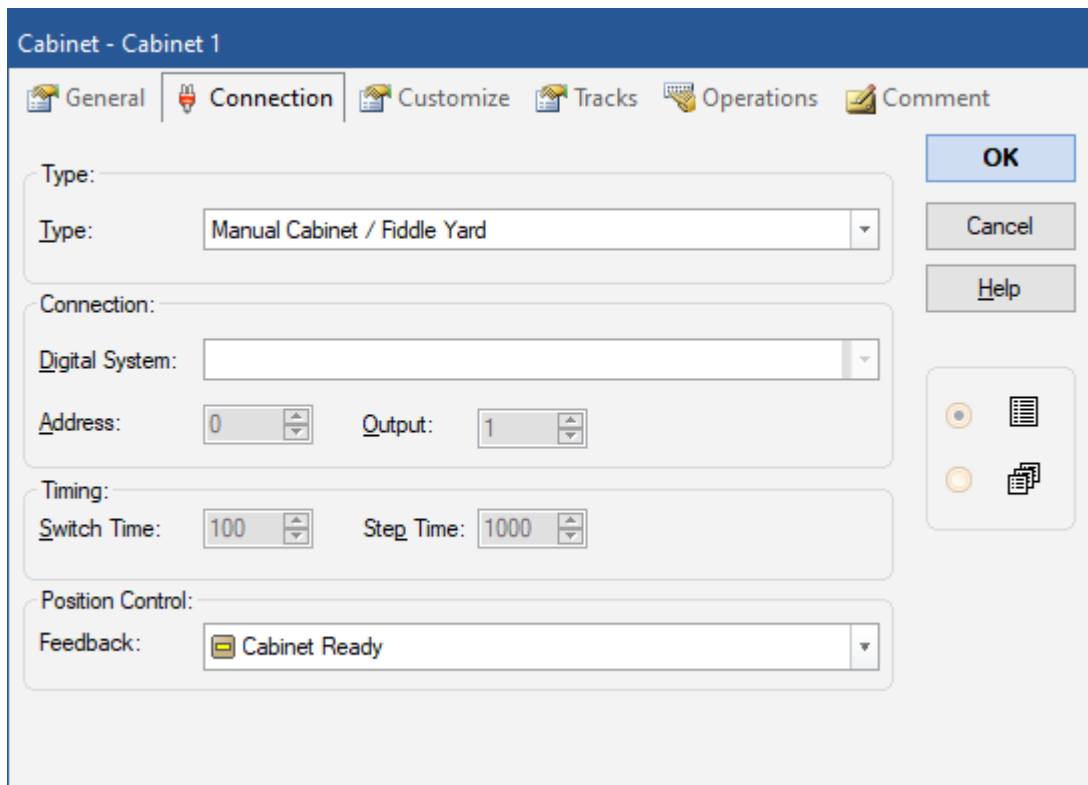 Cabinet - Cabinet 1
General Connection Customize Tracks Operations Comment
OK
Cancel
Help
Type:
Type: Manual Cabinet / Fiddle Yard
Connection:
Digital System:
Address: 0 Output: 1
Timing:
Switch Time: 100 Step Time: 1000
Position Control:
Feedback: Cabinet Ready